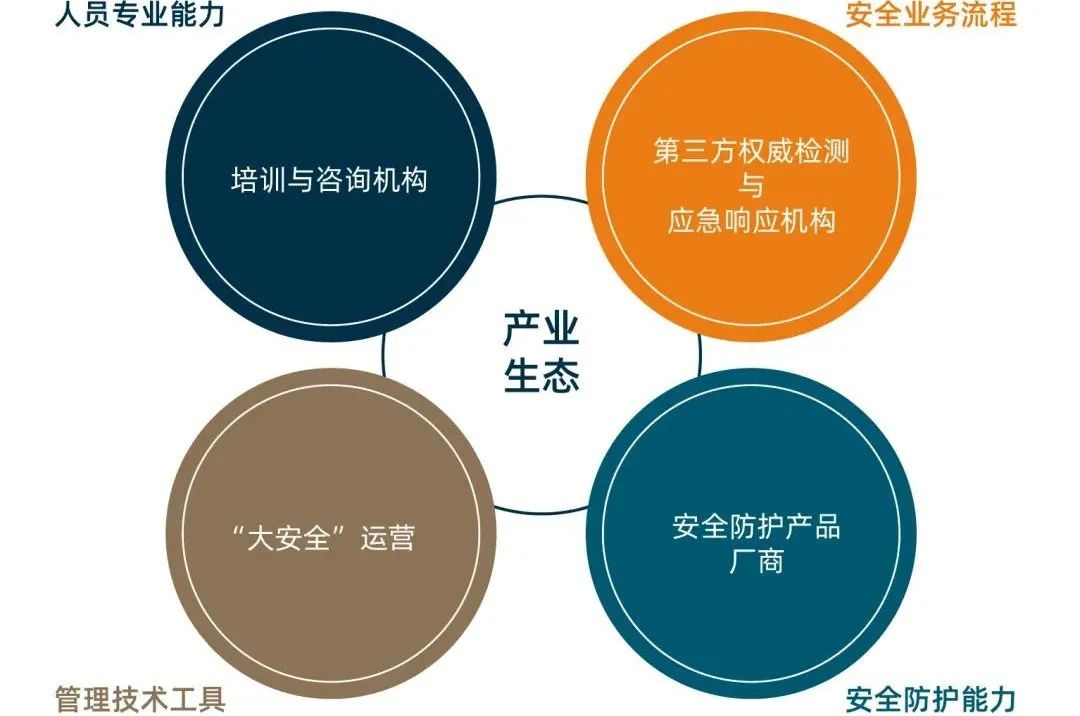 人员专业能力
安全业务流程
培训与咨询机构
第三方权威检测
与
应急响应机构
产业
生态
“大安全”运营
安全防护产品
厂商
管理技术工具
安全防护能力